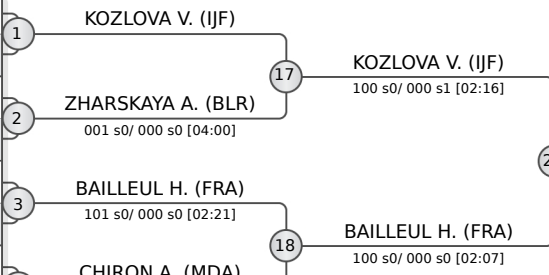 KOZLOVA V. (IJF)
1
17
KOZLOVA V. (IJF)
100 s0/ 000 s1 [02:16]
ZHARSKAYA A. (BLR)
2
001 s0/ 000 s0 [04:00]
BAILLEUL H. (FRA)
3
101 s0/ 000 s0 [02:21]
18
BAILLEUL H. (FRA)
100 s0/ 000 s0 [02:07]
CHIRON A. (MDA)